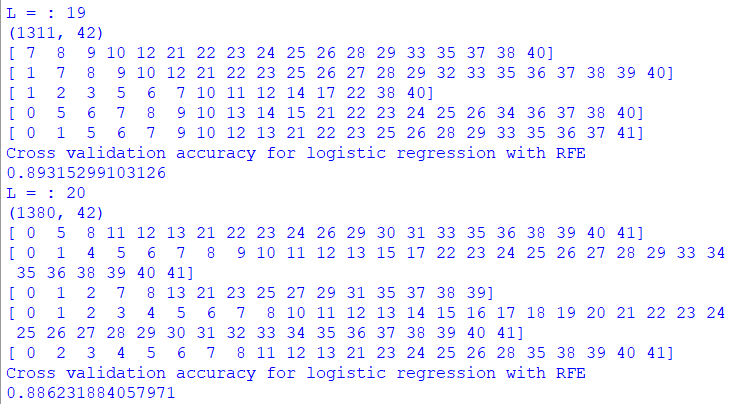 L = : 19
(1311, 42)
[ 7  8  9 10 12 21 22 23 24 25 26 28 29 33 35 37 38 40]
[ 1  7  8  9 10 12 21 22 23 25 26 27 28 29 32 33 35 36 37 38 39 40]
[ 1  2  3  5  6  7 10 11 12 14 17 22 38 40]
[ 0  5  6  7  8  9 10 13 14 15 21 22 23 24 25 26 34 36 37 38 40]
[ 0  1  5  6  7  9 10 12 13 21 22 23 25 26 28 29 33 35 36 37 41]
Cross validation accuracy for logistic regression with RFE
0.89315299103126
L = : 20
(1380, 42)
[ 0  5  8 11 12 13 21 22 23 24 26 29 30 31 33 35 36 38 39 40 41]
[ 0  1  4  5  6  7  8  9 10 11 12 13 15 17 22 23 24 25 26 27 28 29 33 34
 35 36 38 39 40 41]
[ 0  1  2  7  8 13 21 23 25 27 29 31 35 37 38 39]
[ 0  1  2  3  4  5  6  7  8 10 11 12 13 14 15 16 17 18 19 20 21 22 23 24
 25 26 27 28 29 30 31 32 33 34 35 36 37 38 39 40 41]
[ 0  2  3  4  5  6  7  8 11 12 13 21 23 24 25 26 28 35 38 39 40 41]
Cross validation accuracy for logistic regression with RFE
0.886231884057971